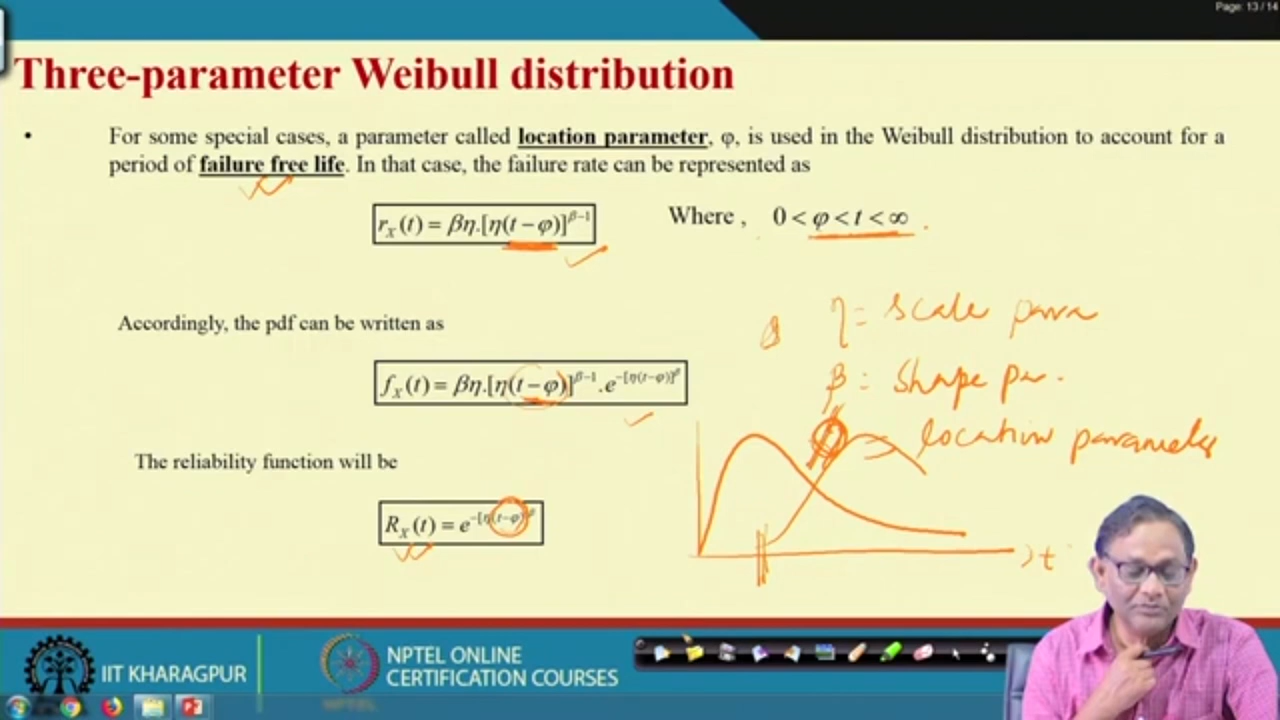 Page: 13 / 14
Three-parameter Weibull distribution
• For some special cases, a parameter called location parameter, φ, is used in the Weibull distribution to account for a
period of failure free life. In that case, the failure rate can be represented as
r_X(t) = βη.[η(t−φ)]^{β−1} Where , 0 < φ < t < ∞
η = scale para
Accordingly, the pdf can be written as
f_X(t) = βη.[η(t−φ)]^{β−1}.e^{−[η(t−φ)]^β}
β : Shape par.
location parameter
The reliability function will be
R_X(t) = e^{−[η(t−φ)]^β}
t
IIT KHARAGPUR
NPTEL ONLINE
CERTIFICATION COURSES